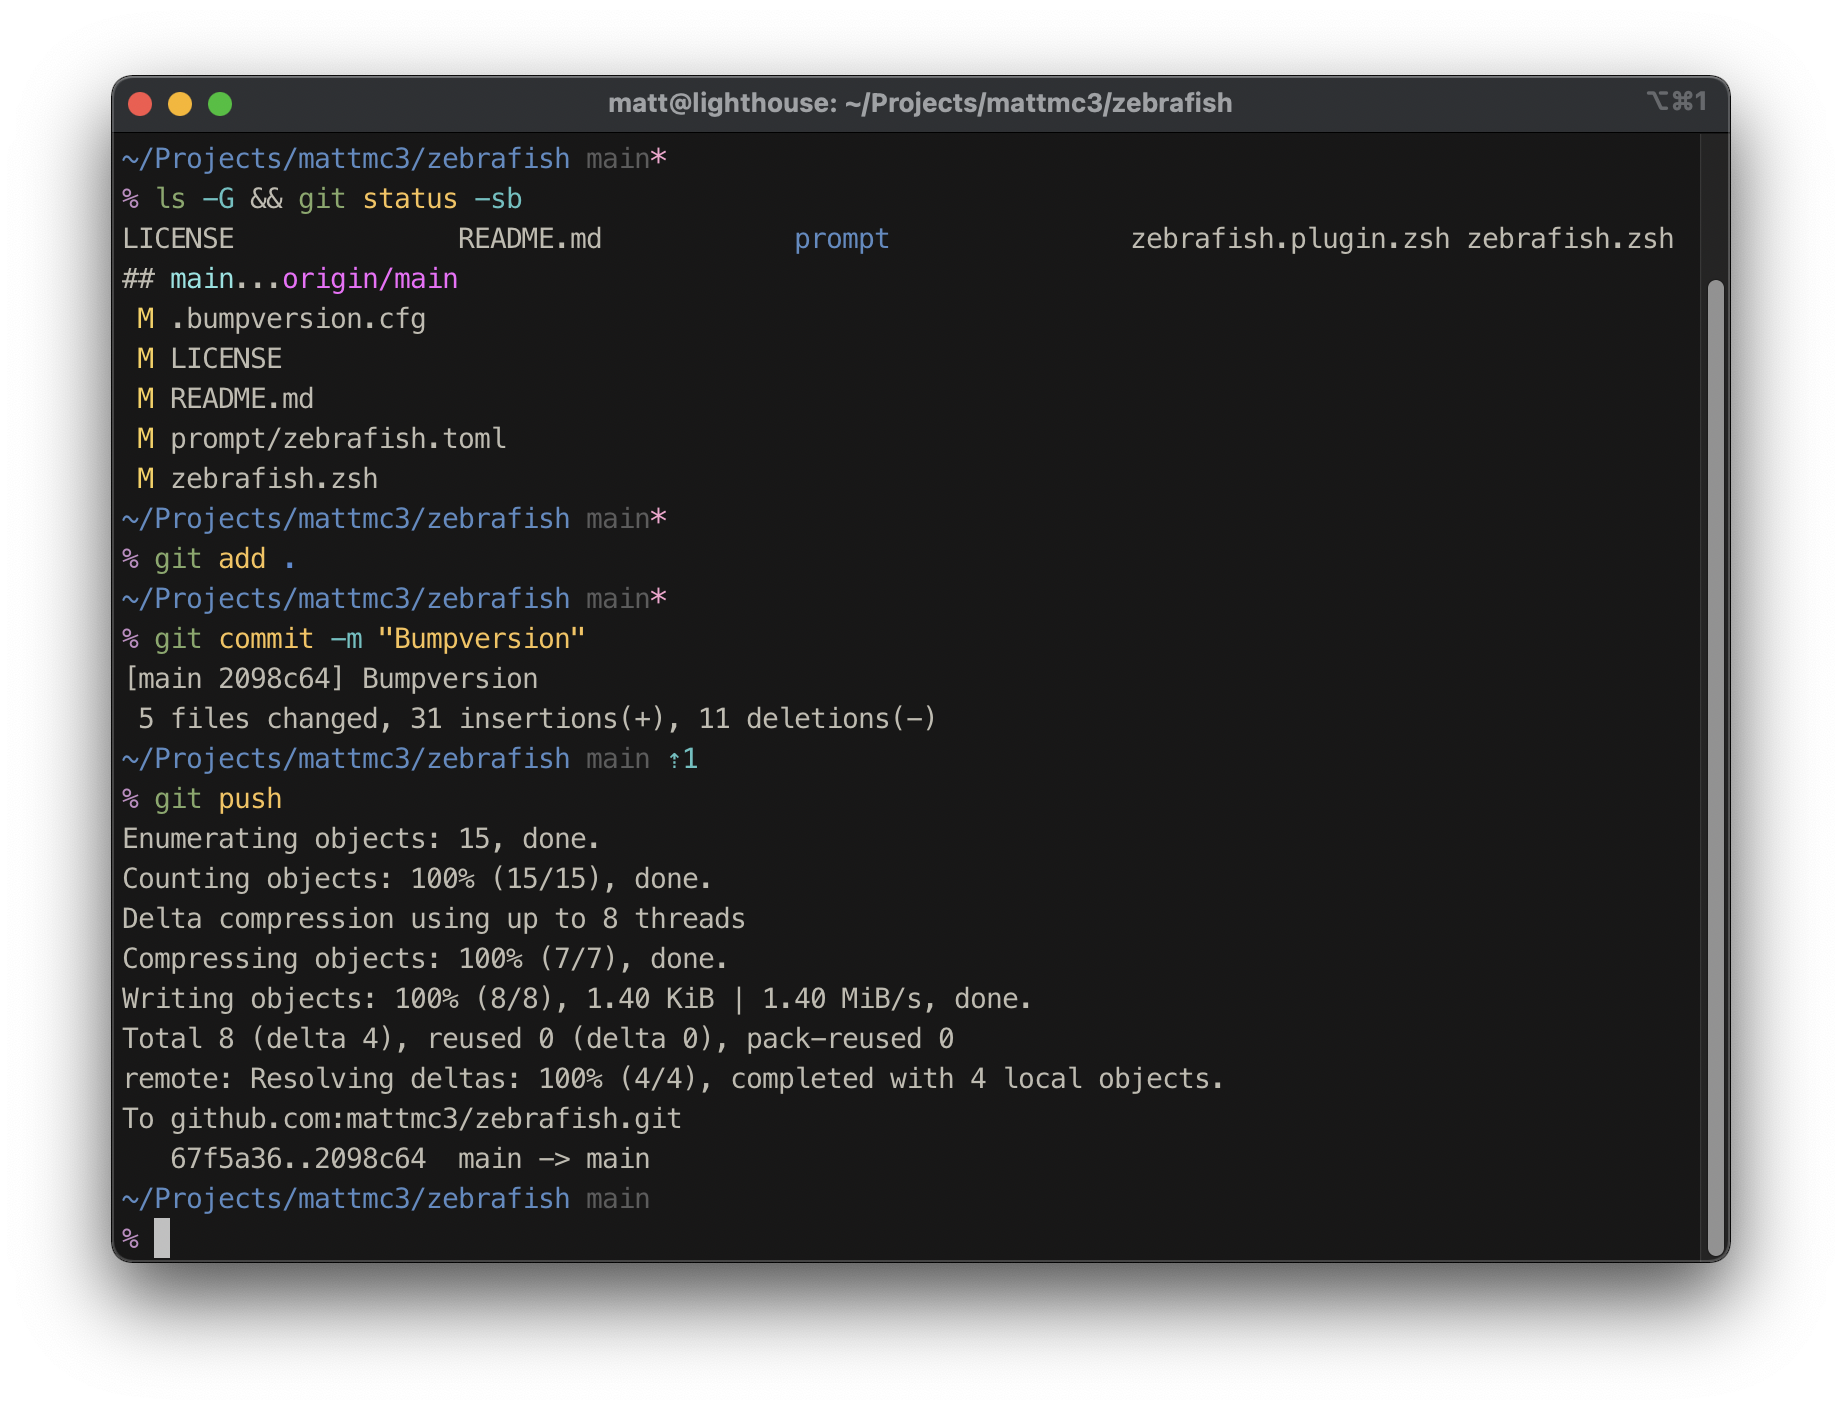 matt@lighthouse: ~/Projects/mattmc3/zebrafish ⌥⌘1
~/Projects/mattmc3/zebrafish main*
% ls -G && git status -sb
LICENSE              README.md            prompt               zebrafish.plugin.zsh zebrafish.zsh
## main...origin/main
 M .bumpversion.cfg
 M LICENSE
 M README.md
 M prompt/zebrafish.toml
 M zebrafish.zsh
~/Projects/mattmc3/zebrafish main*
% git add .
~/Projects/mattmc3/zebrafish main*
% git commit -m "Bumpversion"
[main 2098c64] Bumpversion
 5 files changed, 31 insertions(+), 11 deletions(-)
~/Projects/mattmc3/zebrafish main ⇡1
% git push
Enumerating objects: 15, done.
Counting objects: 100% (15/15), done.
Delta compression using up to 8 threads
Compressing objects: 100% (7/7), done.
Writing objects: 100% (8/8), 1.40 KiB | 1.40 MiB/s, done.
Total 8 (delta 4), reused 0 (delta 0), pack-reused 0
remote: Resolving deltas: 100% (4/4), completed with 4 local objects.
To github.com:mattmc3/zebrafish.git
   67f5a36..2098c64  main -> main
~/Projects/mattmc3/zebrafish main
%